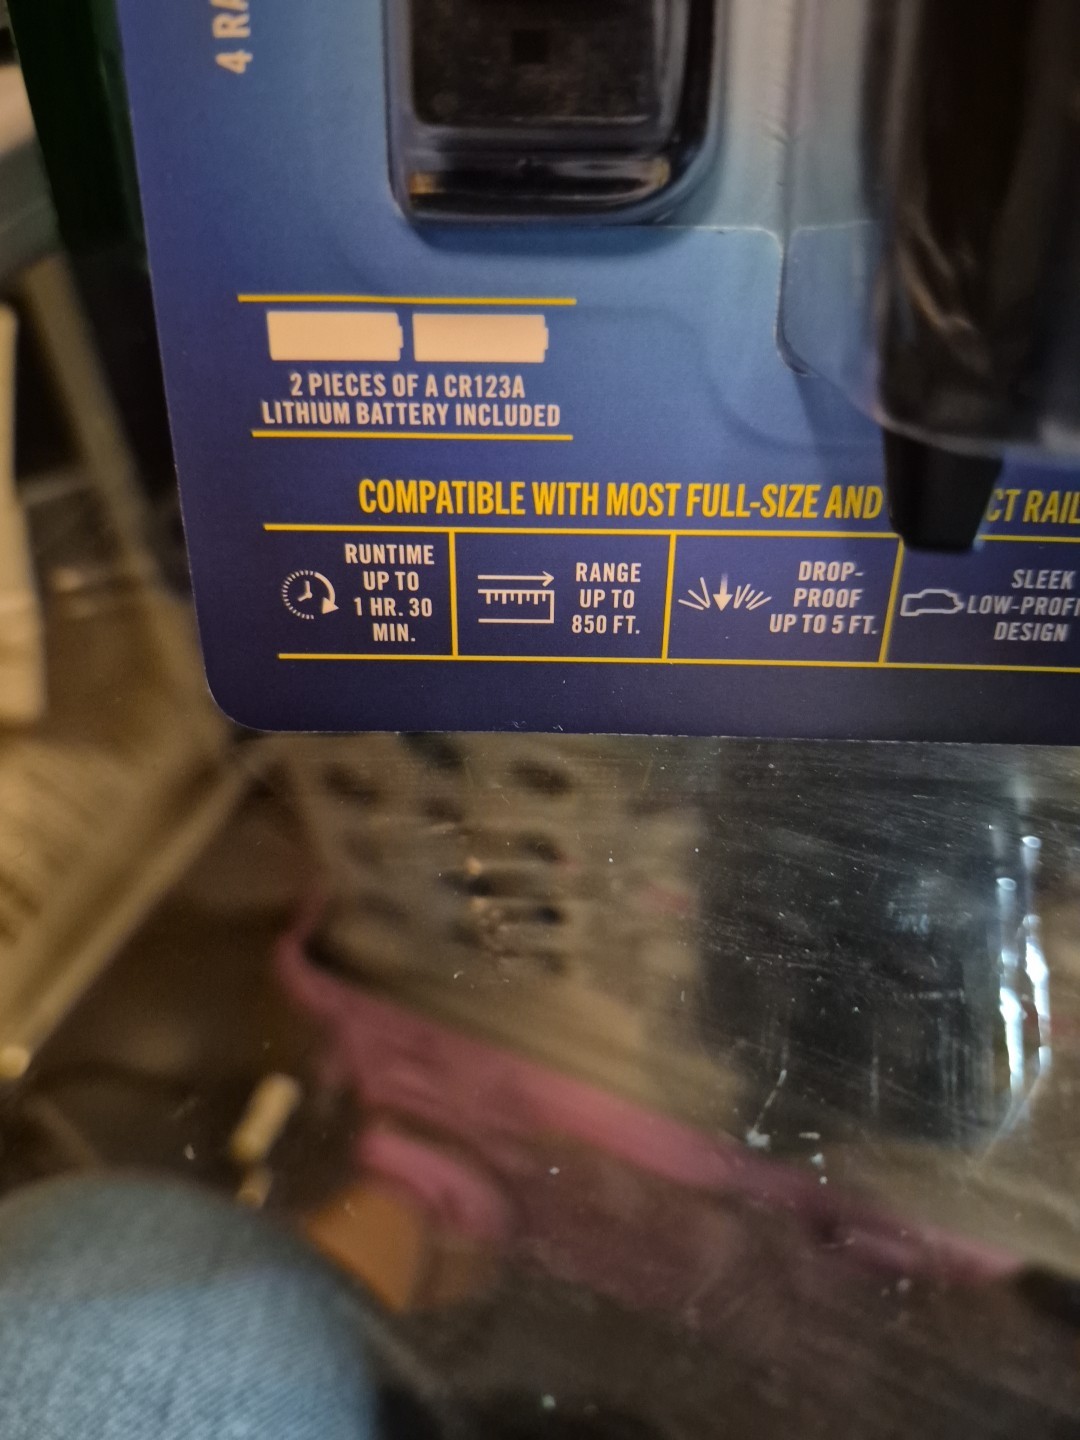 4
2 PIECES OF A CR123A
LITHIUM BATTERY INCLUDED
COMPATIBLE WITH MOST FULL-SIZE AND
RUNTIME
UP TO
1 HR. 30
MIN.
RANGE
UP TO
850 FT.
DROP-
PROOF
UP TO 5 FT.
SLEEK
DESIGN